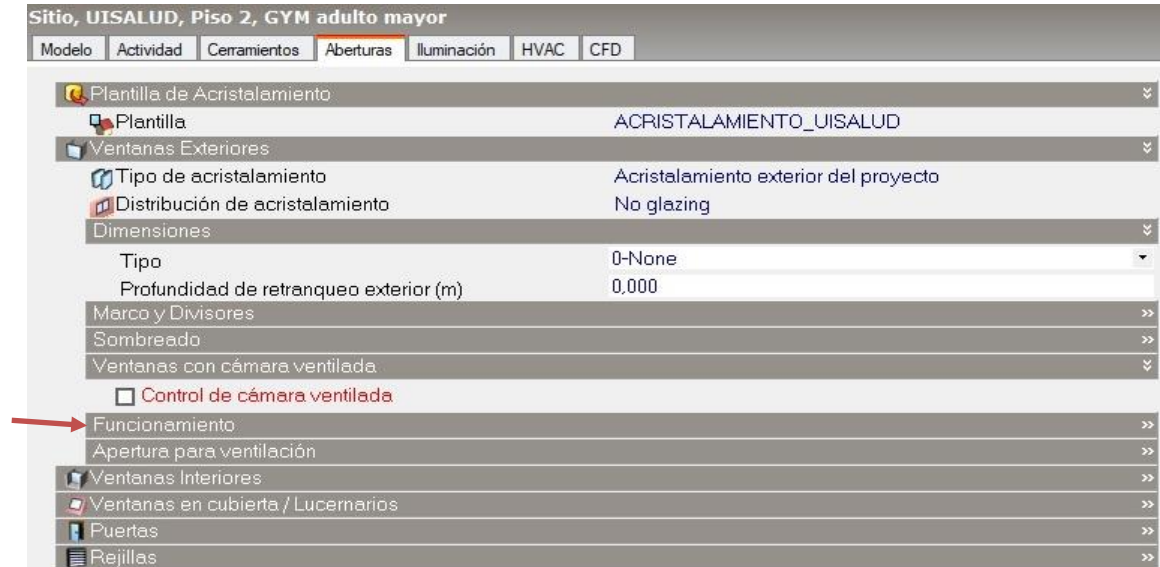 Sitio, UISALUD, Piso 2, GYM adulto mayor
Modelo Actividad Cerramientos Aberturas Iluminación HVAC CFD
Plantilla de Acristalamiento
Plantilla ACRISTALAMIENTO_UISALUD
Ventanas Exteriores
Tipo de acristalamiento Acristalamiento exterior del proyecto
Distribución de acristalamiento No glazing
Dimensiones
Tipo 0-None
Profundidad de retranqueo exterior (m) 0,000
Marco y Divisores
Sombreado
Ventanas con cámara ventilada
Control de cámara ventilada
Funcionamiento
Apertura para ventilación
Ventanas Interiores
Ventanas en cubierta / Lucernarios
Puertas
Rejillas